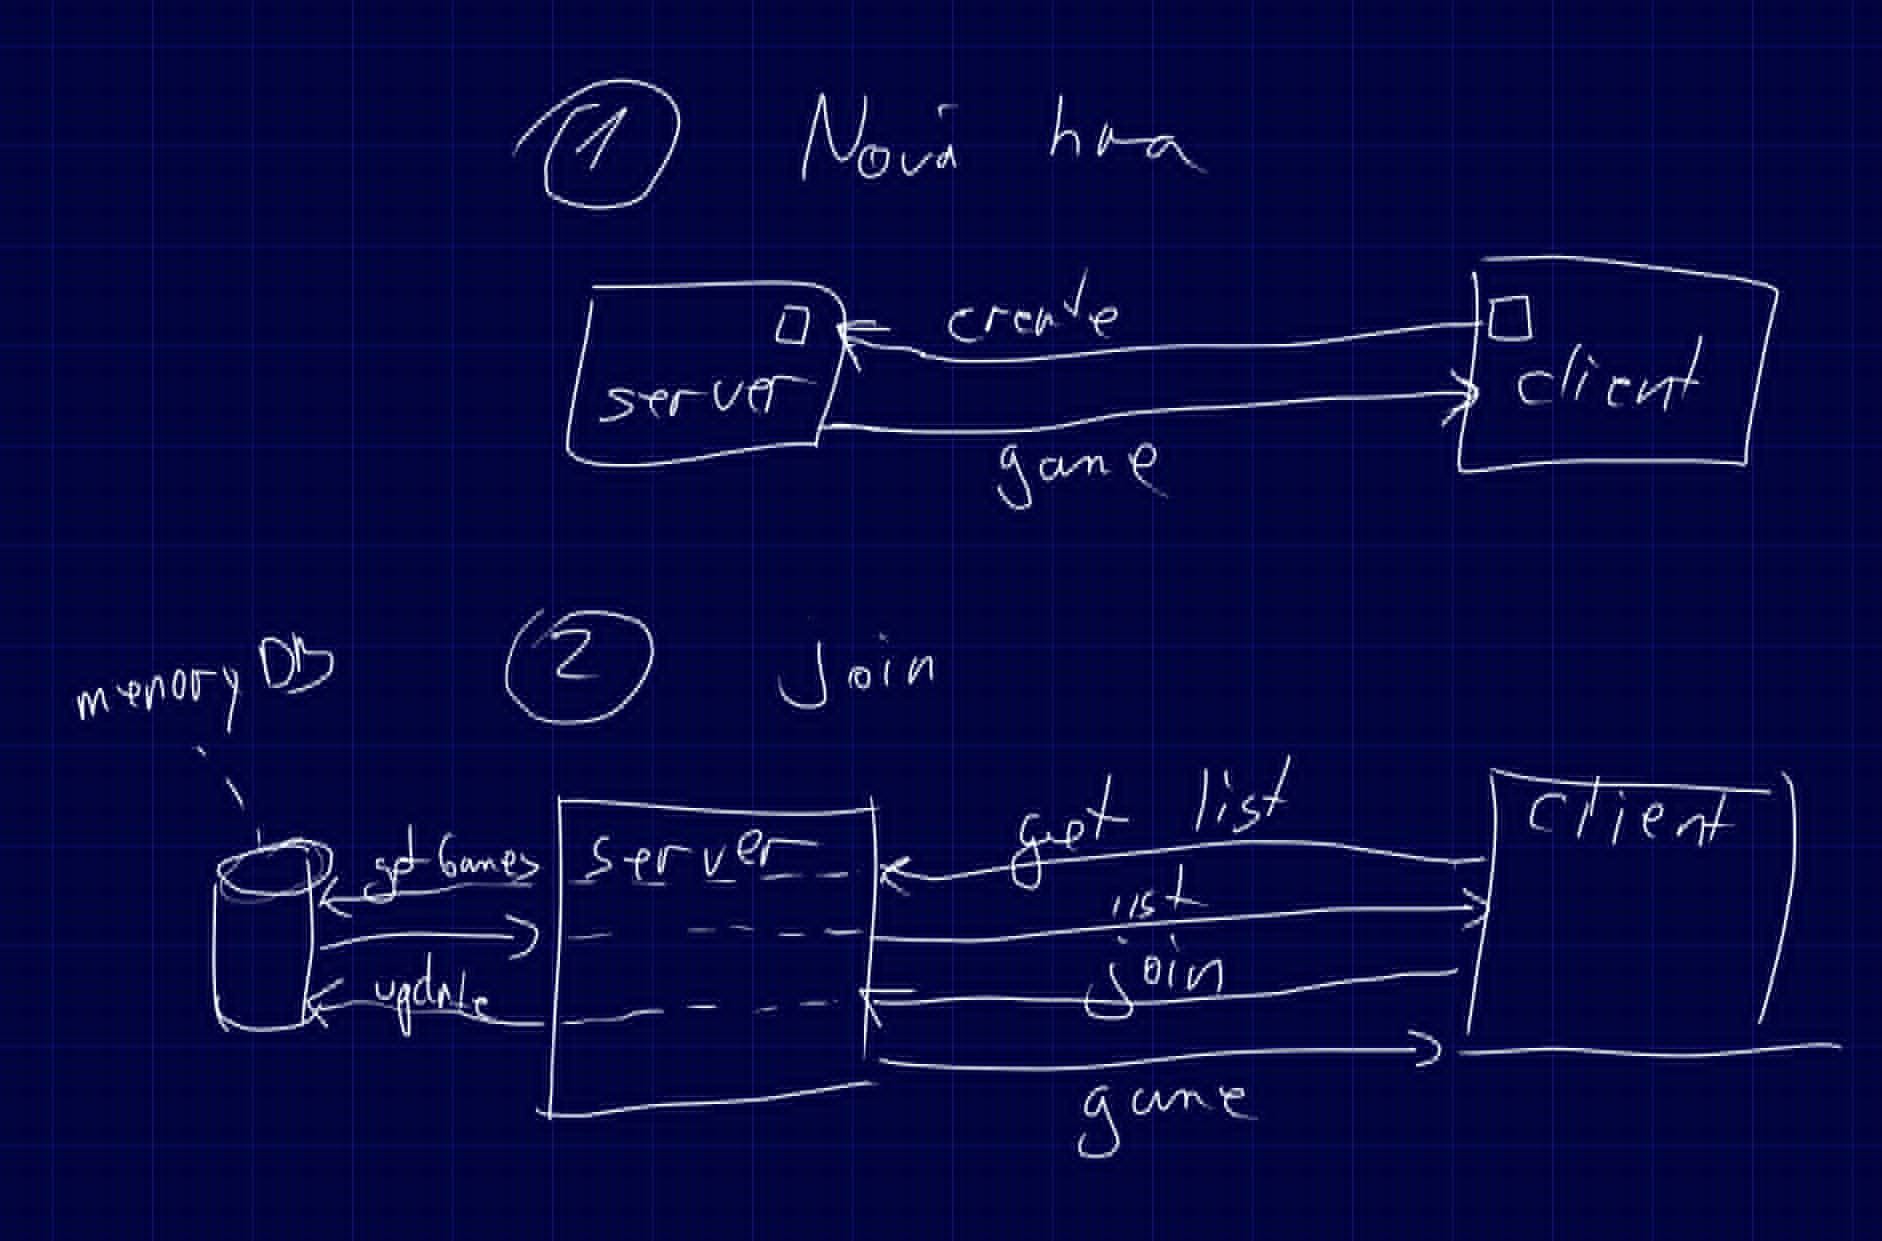 1 Nová hra
create
server
client
game
2 Join
memory DB
get list
client
server
get Games
list
join
update
game